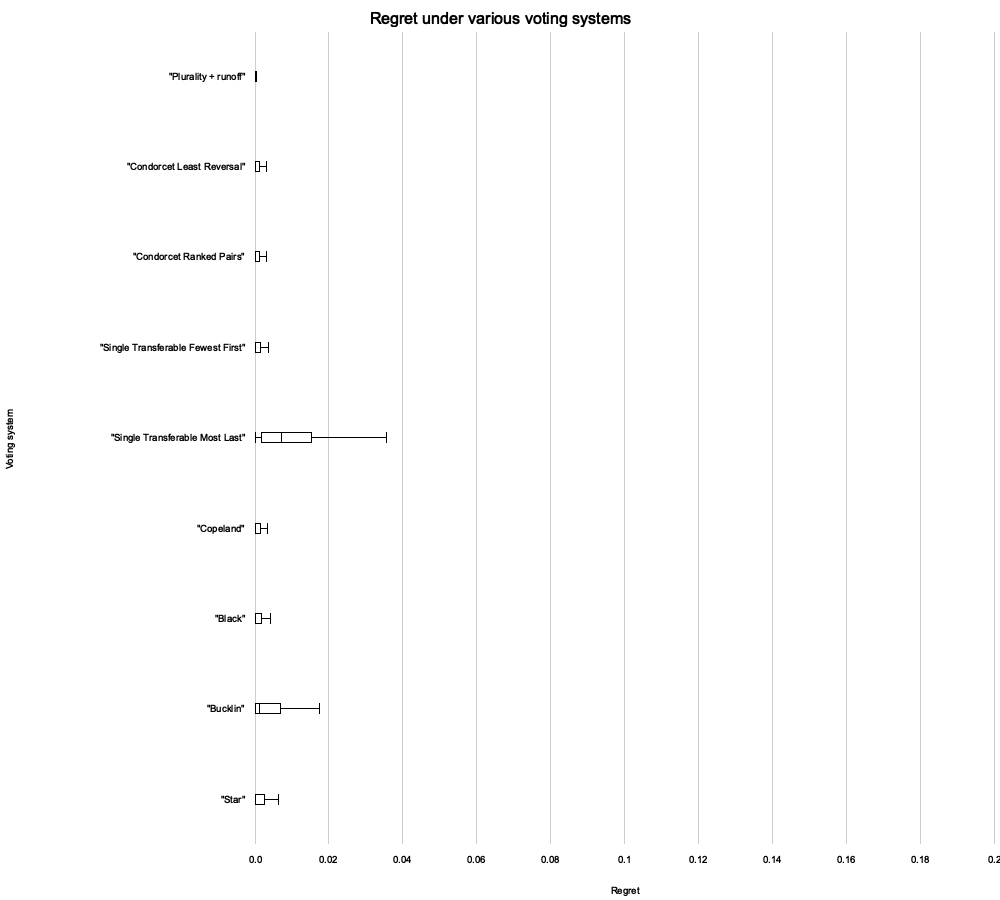 Regret under various voting systems
"Plurality + runoff"
"Condorcet Least Reversal"
"Condorcet Ranked Pairs"
"Single Transferable Fewest First"
"Single Transferable Most Last"
"Copeland"
"Black"
"Bucklin"
"Star"
Voting system
0.0 0.02 0.04 0.06 0.08 0.1 0.12 0.14 0.16 0.18 0.2
Regret